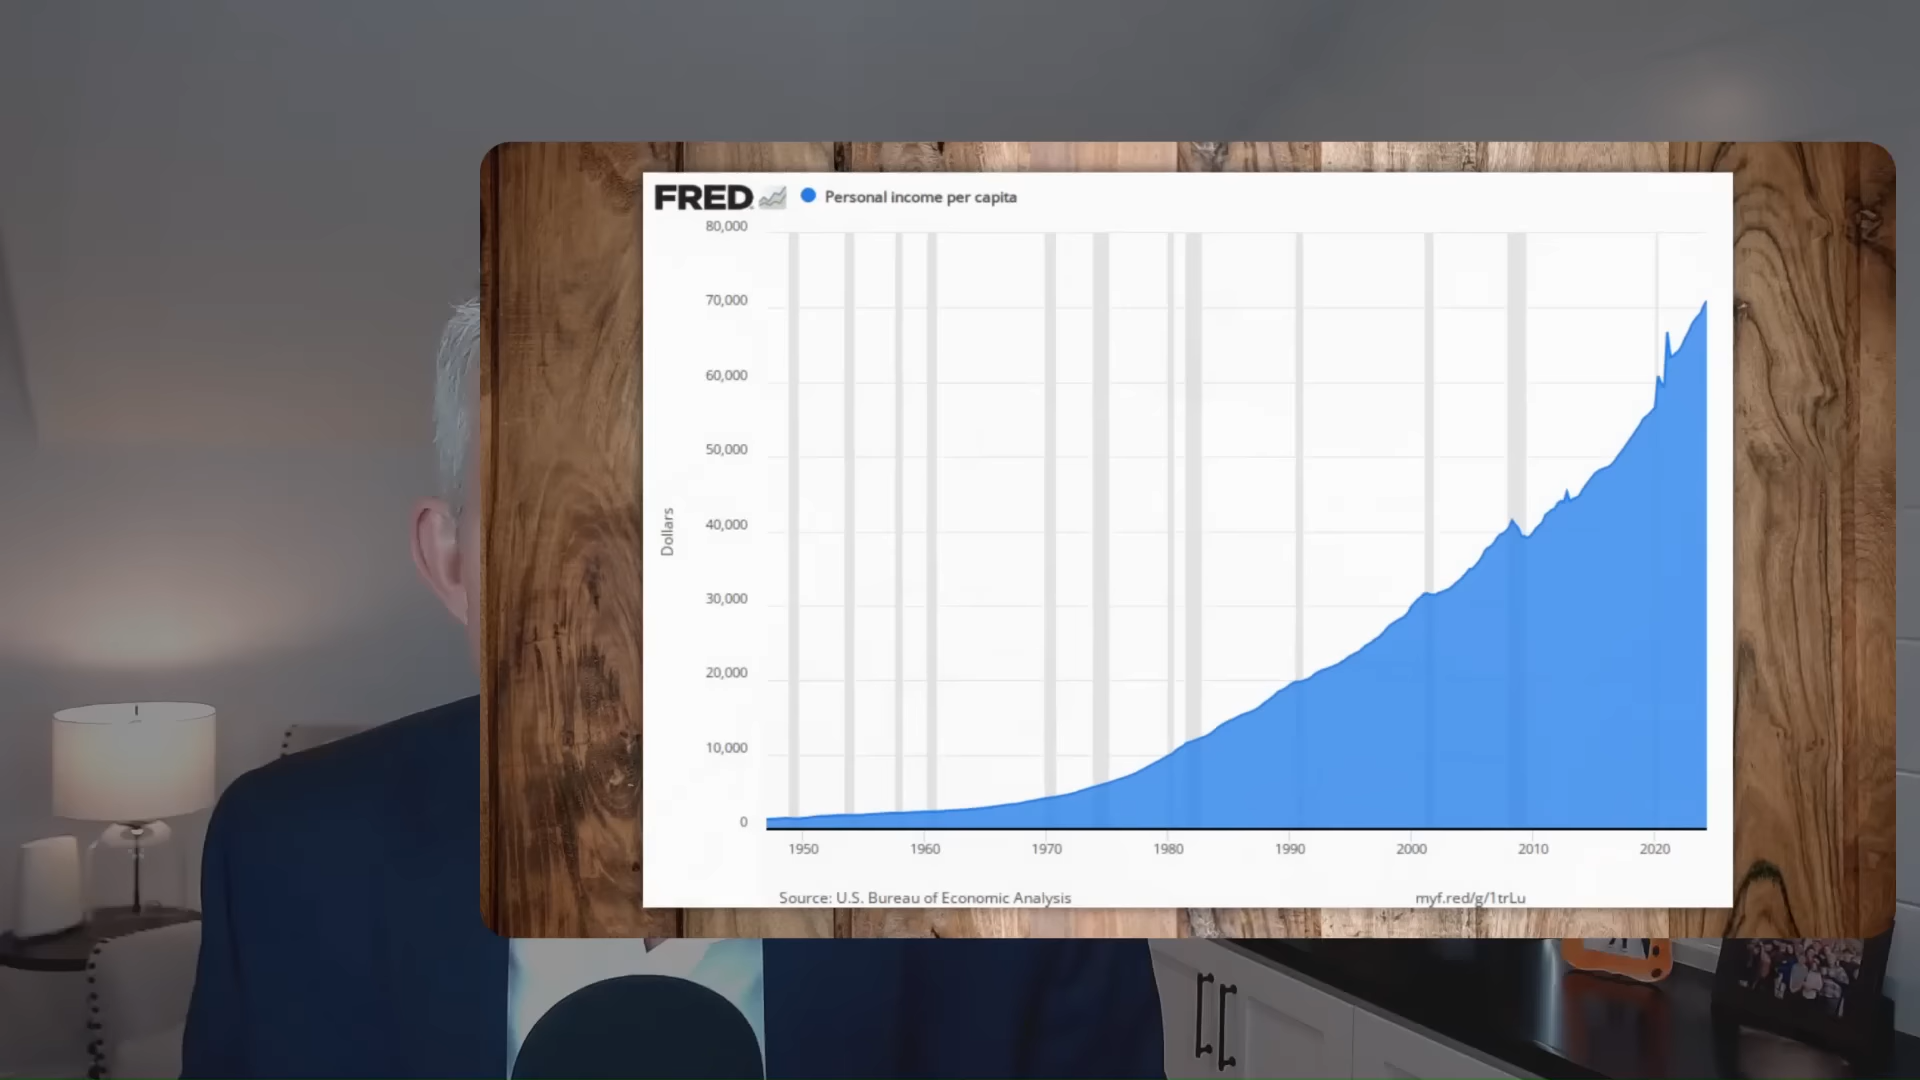 FRED
Personal income per capita
80,000
70,000
60,000
50,000
40,000
30,000
20,000
10,000
0
Dollars
1950 1960 1970 1980 1990 2000 2010 2020
Source: U.S. Bureau of Economic Analysis
myf.red/g/1trLu